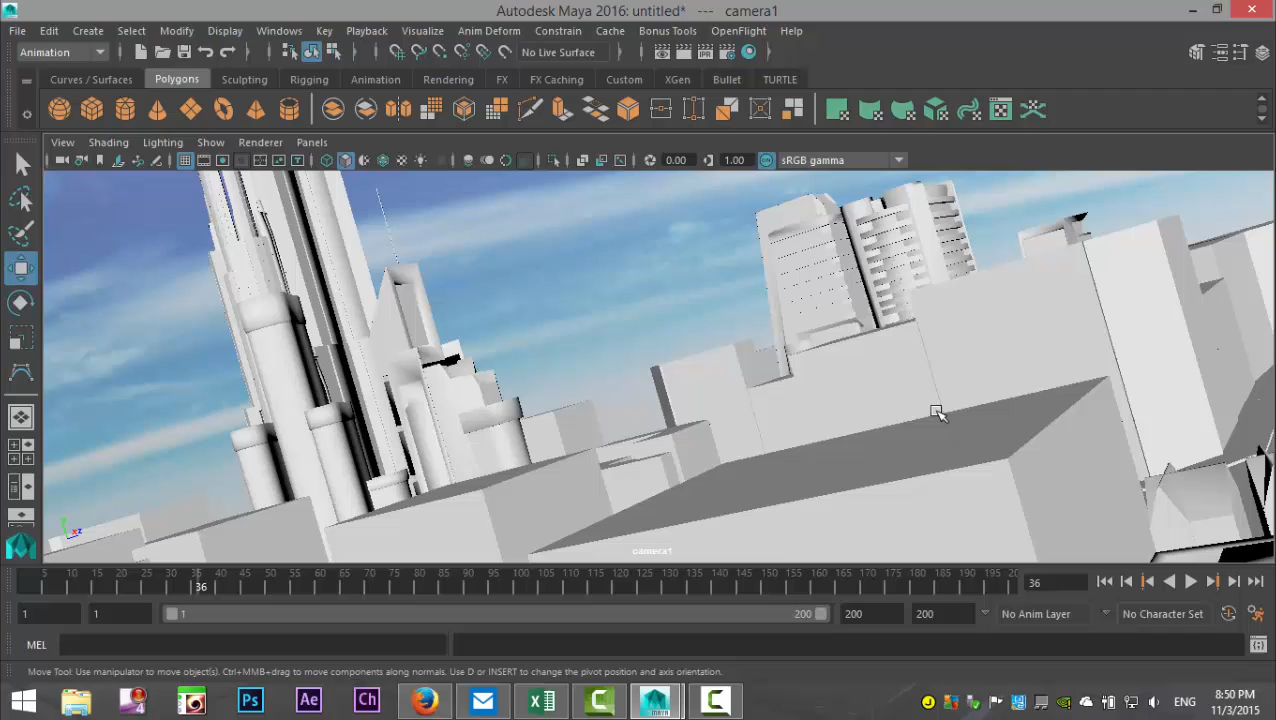 Autodesk Maya 2016: untitled* --- camera1
File Edit Create Select Modify Display Windows Key Playback Visualize Anim Deform Constrain Cache Bonus Tools OpenFlight Help
Animation No Live Surface
Curves / Surfaces Polygons Sculpting Rigging Animation Rendering FX FX Caching Custom XGen Bullet TURTLE
View Shading Lighting Show Renderer Panels
0.00 1.00 sRGB gamma
camera1
5 10 15 20 25 30 35 40 45 50 55 60 65 70 75 80 85 90 95 100 105 110 115 120 125 130 135 140 145 150 155 160 165 170 175 180 185 190 195 20
36 36
1 1 1 200 200 200 No Anim Layer No Character Set
MEL
Move Tool: Use manipulator to move object(s). Ctrl+MMB+drag to move components along normals. Use D or INSERT to change the pivot position and axis orientation.
Ps Ae Ch MAYA ENG 8:50 PM
11/3/2015